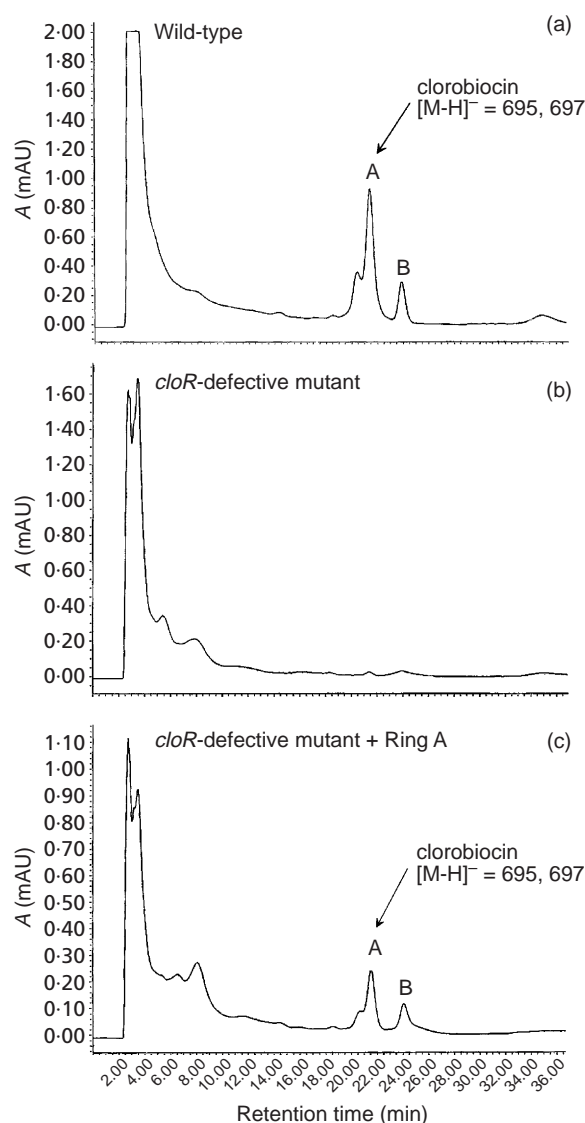 Wild-type
(a)
clorobiocin
[M-H]⁻ = 695, 697
A
B
A (mAU)
2·00
1·80
1·60
1·40
1·20
1·00
0·80
0·60
0·40
0·20
0·00
cloR-defective mutant
(b)
A (mAU)
1·60
1·40
1·20
1·00
0·80
0·60
0·40
0·20
0·00
cloR-defective mutant + Ring A
(c)
clorobiocin
[M-H]⁻ = 695, 697
A
B
A (mAU)
1·10
1·00
0·90
0·80
0·70
0·60
0·50
0·40
0·30
0·20
0·10
0·00
2.00 4.00 6.00 8.00 10.00 12.00 14.00 16.00 18.00 20.00 22.00 24.00 26.00 28.00 30.00 32.00 34.00 36.00
Retention time (min)